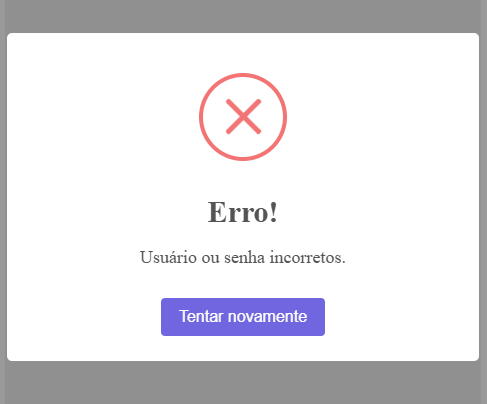 Erro!
Usuário ou senha incorretos.
Tentar novamente